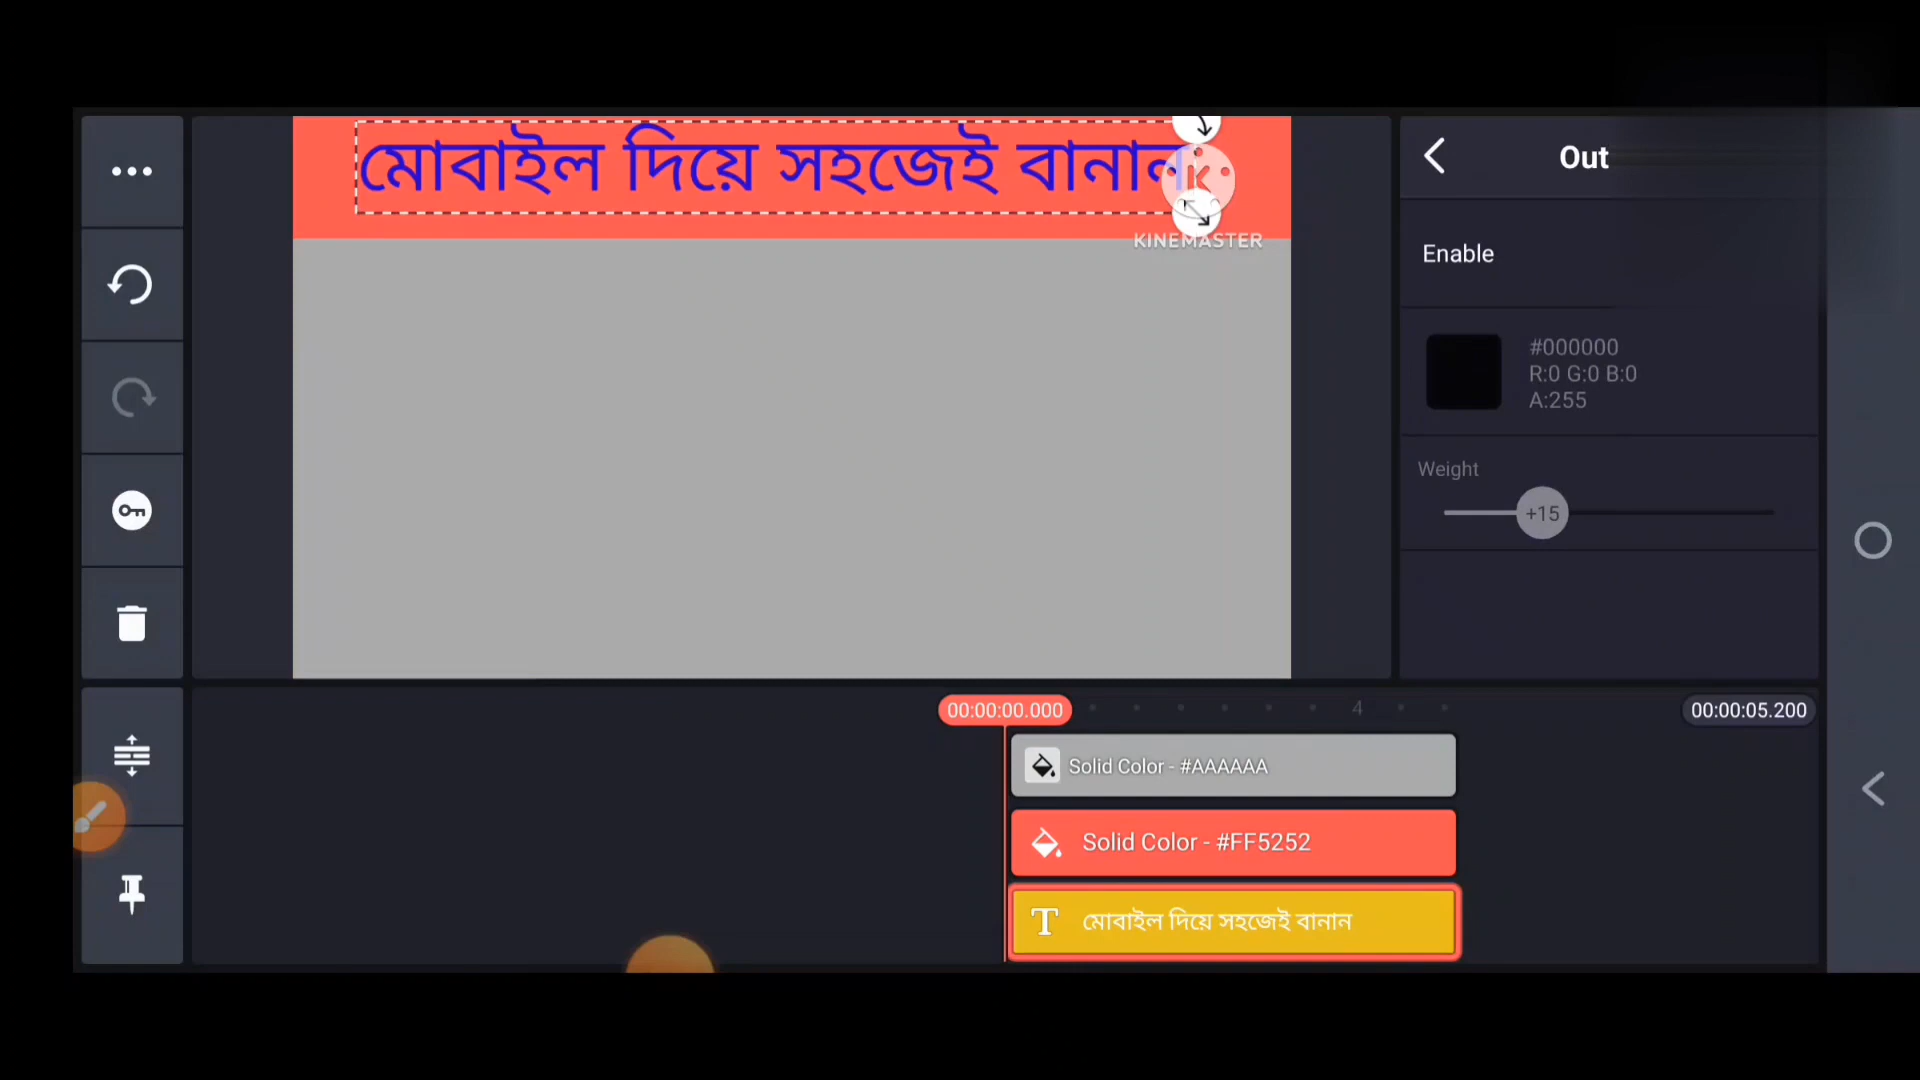 মোবাইল দিয়ে সহজেই বানান
KINEMASTER
Out
Enable
#000000
R:0 G:0 B:0
A:255
Weight
+15
00:00:00.000
4
00:00:05.200
Solid Color - #AAAAAA
Solid Color - #FF5252
মোবাইল দিয়ে সহজেই বানান